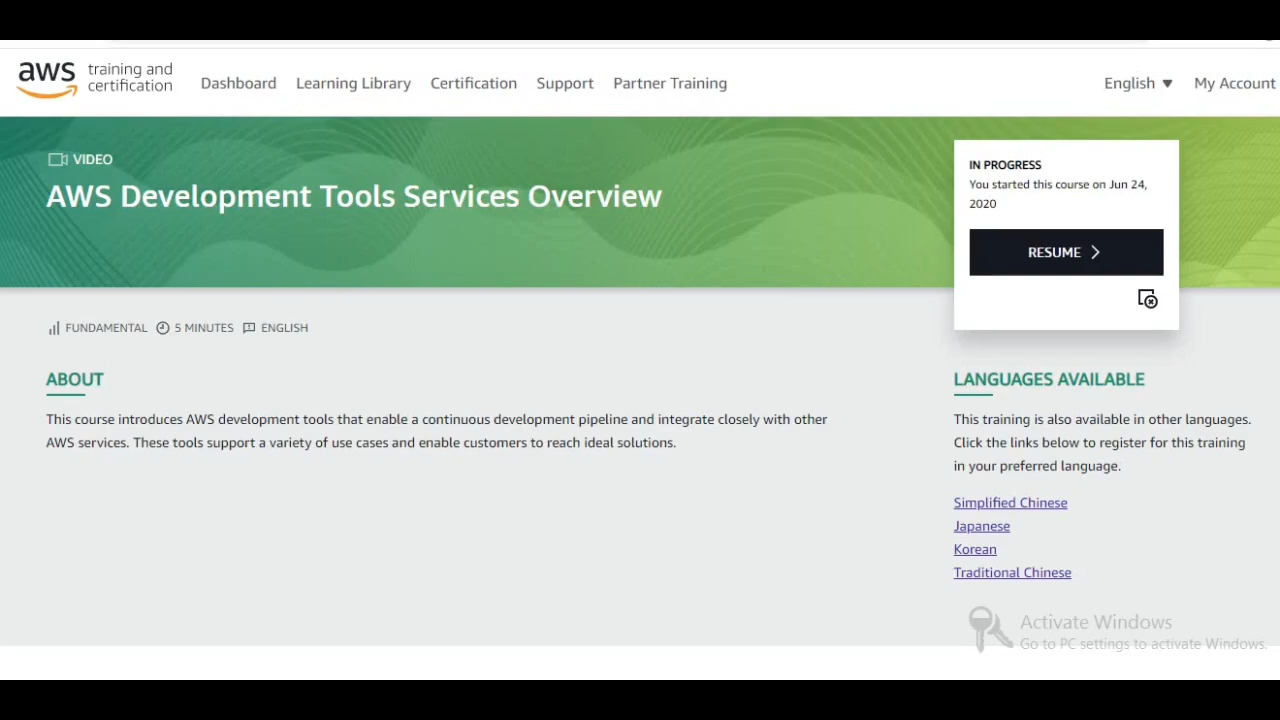 aws training and certification
Dashboard Learning Library Certification Support Partner Training English ▼ My Account
VIDEO
AWS Development Tools Services Overview
IN PROGRESS
You started this course on Jun 24,
2020
RESUME
FUNDAMENTAL 5 MINUTES ENGLISH
ABOUT
This course introduces AWS development tools that enable a continuous development pipeline and integrate closely with other
AWS services. These tools support a variety of use cases and enable customers to reach ideal solutions.
LANGUAGES AVAILABLE
This training is also available in other languages.
Click the links below to register for this training
in your preferred language.
Simplified Chinese
Japanese
Korean
Traditional Chinese
Activate Windows
Go to PC settings to activate Windows.